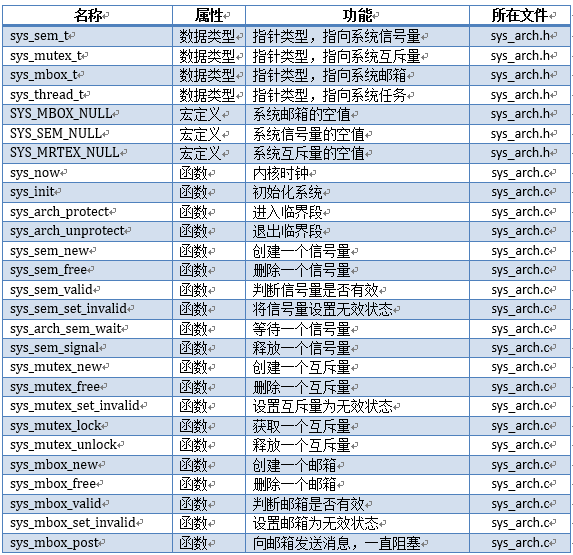 名称 属性 功能 所在文件
sys_sem_t 数据类型 指针类型，指向系统信号量 sys_arch.h
sys_mutex_t 数据类型 指针类型，指向系统互斥量 sys_arch.h
sys_mbox_t 数据类型 指针类型，指向系统邮箱 sys_arch.h
sys_thread_t 数据类型 指针类型，指向系统任务 sys_arch.h
SYS_MBOX_NULL 宏定义 系统邮箱的空值 sys_arch.h
SYS_SEM_NULL 宏定义 系统信号量的空值 sys_arch.h
SYS_MRTEX_NULL 宏定义 系统互斥量的空值 sys_arch.h
sys_now 函数 内核时钟 sys_arch.c
sys_init 函数 初始化系统 sys_arch.c
sys_arch_protect 函数 进入临界段 sys_arch.c
sys_arch_unprotect 函数 退出临界段 sys_arch.c
sys_sem_new 函数 创建一个信号量 sys_arch.c
sys_sem_free 函数 删除一个信号量 sys_arch.c
sys_sem_valid 函数 判断信号量是否有效 sys_arch.c
sys_sem_set_invalid 函数 将信号量设置无效状态 sys_arch.c
sys_arch_sem_wait 函数 等待一个信号量 sys_arch.c
sys_sem_signal 函数 释放一个信号量 sys_arch.c
sys_mutex_new 函数 创建一个互斥量 sys_arch.c
sys_mutex_free 函数 删除一个互斥量 sys_arch.c
sys_mutex_set_invalid 函数 设置互斥量为无效状态 sys_arch.c
sys_mutex_lock 函数 获取一个互斥量 sys_arch.c
sys_mutex_unlock 函数 释放一个互斥量 sys_arch.c
sys_mbox_new 函数 创建一个邮箱 sys_arch.c
sys_mbox_free 函数 删除一个邮箱 sys_arch.c
sys_mbox_valid 函数 判断邮箱是否有效 sys_arch.c
sys_mbox_set_invalid 函数 设置邮箱为无效状态 sys_arch.c
sys_mbox_post 函数 向邮箱发送消息，一直阻塞 sys_arch.c